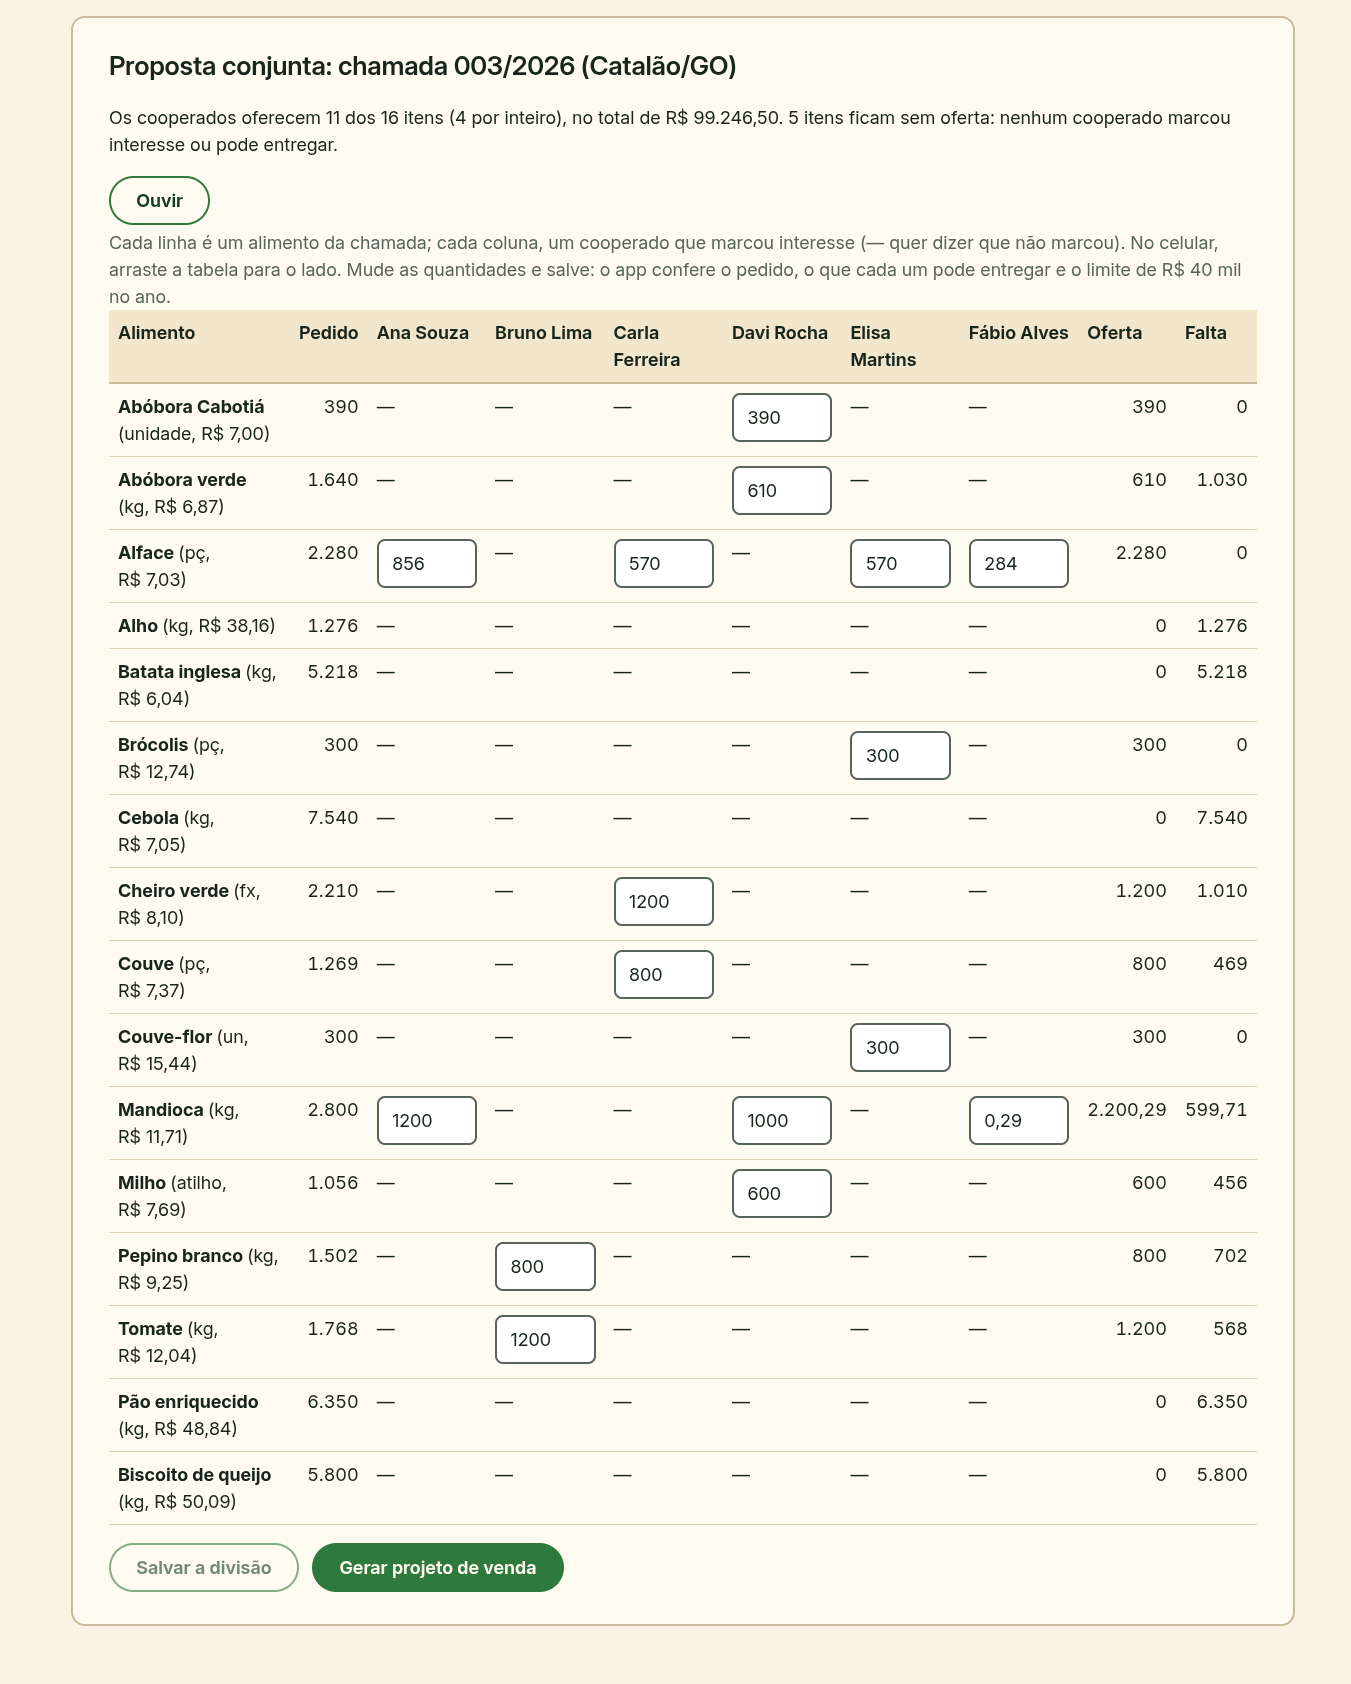 Proposta conjunta: chamada 003/2026 (Catalão/GO)
Os cooperados oferecem 11 dos 16 itens (4 por inteiro), no total de R$ 99.246,50. 5 itens ficam sem oferta: nenhum cooperado marcou
interesse ou pode entregar.
Ouvir
Cada linha é um alimento da chamada; cada coluna, um cooperado que marcou interesse (— quer dizer que não marcou). No celular,
arraste a tabela para o lado. Mude as quantidades e salve: o app confere o pedido, o que cada um pode entregar e o limite de R$ 40 mil
no ano.
Alimento Pedido Ana Souza Bruno Lima Carla Ferreira Davi Rocha Elisa Martins Fábio Alves Oferta Falta
Abóbora Cabotiá (unidade, R$ 7,00) 390 — — — 390 — — 390 0
Abóbora verde (kg, R$ 6,87) 1.640 — — — 610 — — 610 1.030
Alface (pç, R$ 7,03) 2.280 856 — 570 — 570 284 2.280 0
Alho (kg, R$ 38,16) 1.276 — — — — — — 0 1.276
Batata inglesa (kg, R$ 6,04) 5.218 — — — — — — 0 5.218
Brócolis (pç, R$ 12,74) 300 — — — — 300 — 300 0
Cebola (kg, R$ 7,05) 7.540 — — — — — — 0 7.540
Cheiro verde (fx, R$ 8,10) 2.210 — — 1200 — — — 1.200 1.010
Couve (pç, R$ 7,37) 1.269 — — 800 — — — 800 469
Couve-flor (un, R$ 15,44) 300 — — — — 300 — 300 0
Mandioca (kg, R$ 11,71) 2.800 1200 — — 1000 — 0,29 2.200,29 599,71
Milho (atilho, R$ 7,69) 1.056 — — — 600 — — 600 456
Pepino branco (kg, R$ 9,25) 1.502 — 800 — — — — 800 702
Tomate (kg, R$ 12,04) 1.768 — 1200 — — — — 1.200 568
Pão enriquecido (kg, R$ 48,84) 6.350 — — — — — — 0 6.350
Biscoito de queijo (kg, R$ 50,09) 5.800 — — — — — — 0 5.800
Salvar a divisão Gerar projeto de venda